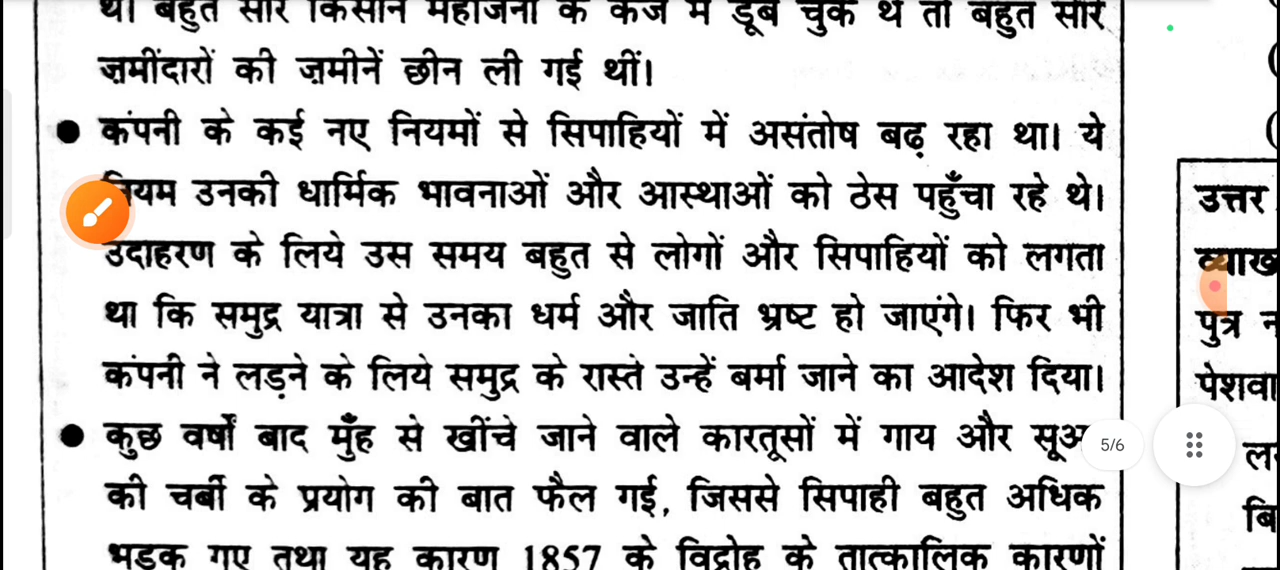 था। बहुत सारे किसान महाजनों के कर्ज में डूब चुके थे तो बहुत सारे
ज़मींदारों की ज़मीनें छीन ली गई थीं।
● कंपनी के कई नए नियमों से सिपाहियों में असंतोष बढ़ रहा था। ये
नियम उनकी धार्मिक भावनाओं और आस्थाओं को ठेस पहुँचा रहे थे।
उदाहरण के लिये उस समय बहुत से लोगों और सिपाहियों को लगता
था कि समुद्र यात्रा से उनका धर्म और जाति भ्रष्ट हो जाएंगे। फिर भी
कंपनी ने लड़ने के लिये समुद्र के रास्ते उन्हें बर्मा जाने का आदेश दिया।
● कुछ वर्षों बाद मुँह से खींचे जाने वाले कारतूसों में गाय और
की चर्बी के प्रयोग की बात फैल गई, जिससे सिपाही बहुत अधिक
भड़क गए तथा यह कारण 1857 के विद्रोह के तात्कालिक कारणों
5/6
उत्तर
पुत्र
पेशवा